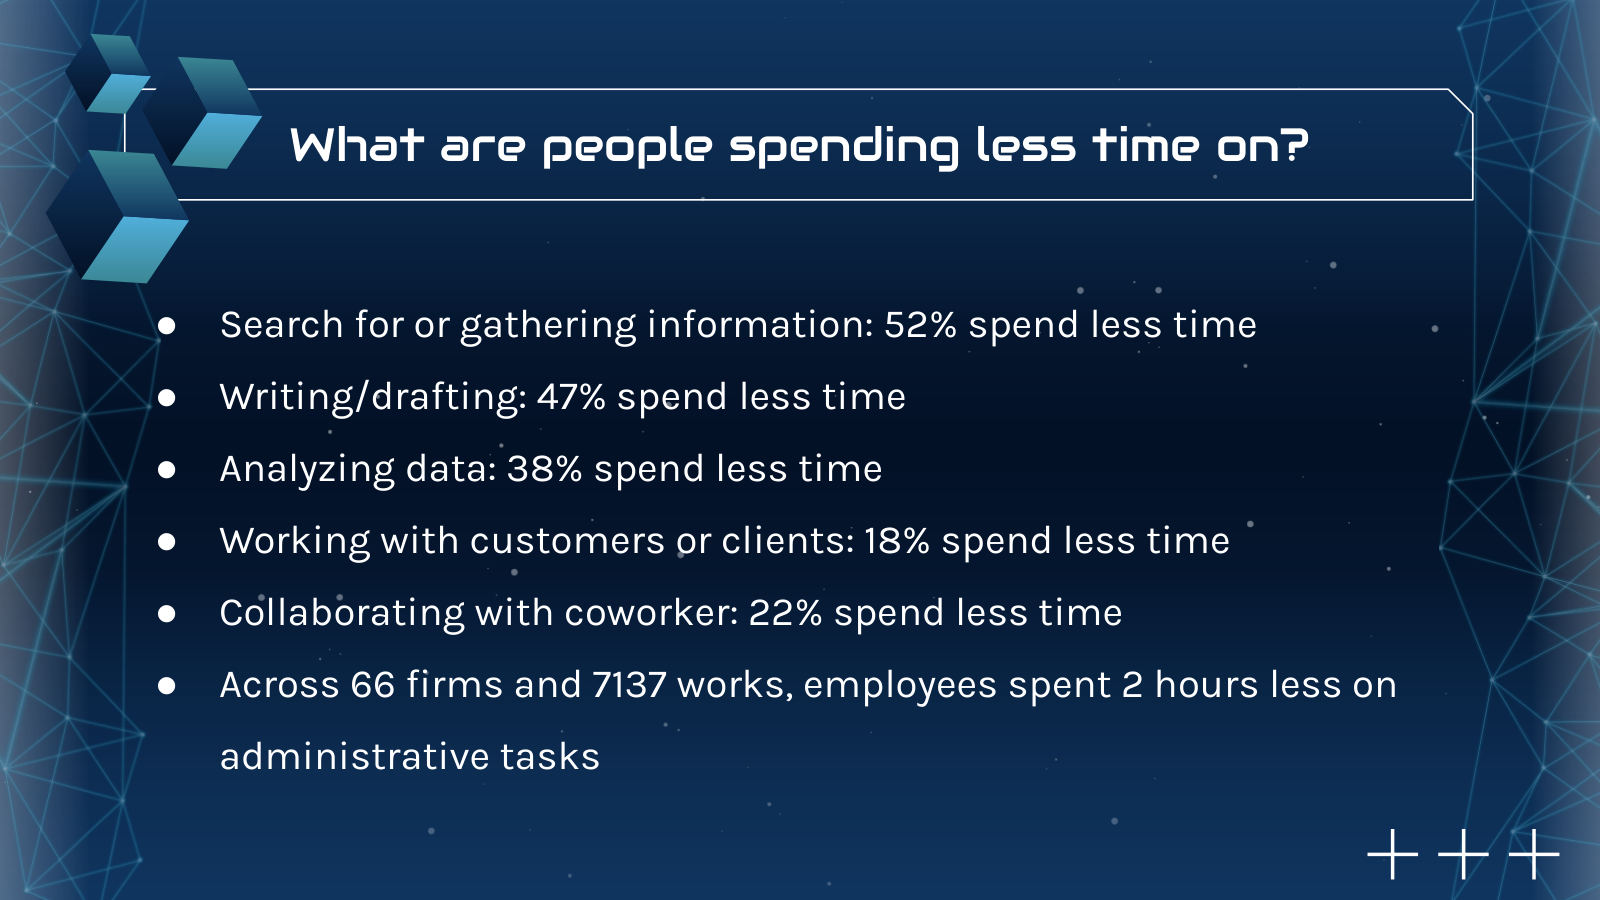 What are people spending less time on?
● Search for or gathering information: 52% spend less time
● Writing/drafting: 47% spend less time
● Analyzing data: 38% spend less time
● Working with customers or clients: 18% spend less time
● Collaborating with coworker: 22% spend less time
● Across 66 firms and 7137 works, employees spent 2 hours less on
administrative tasks